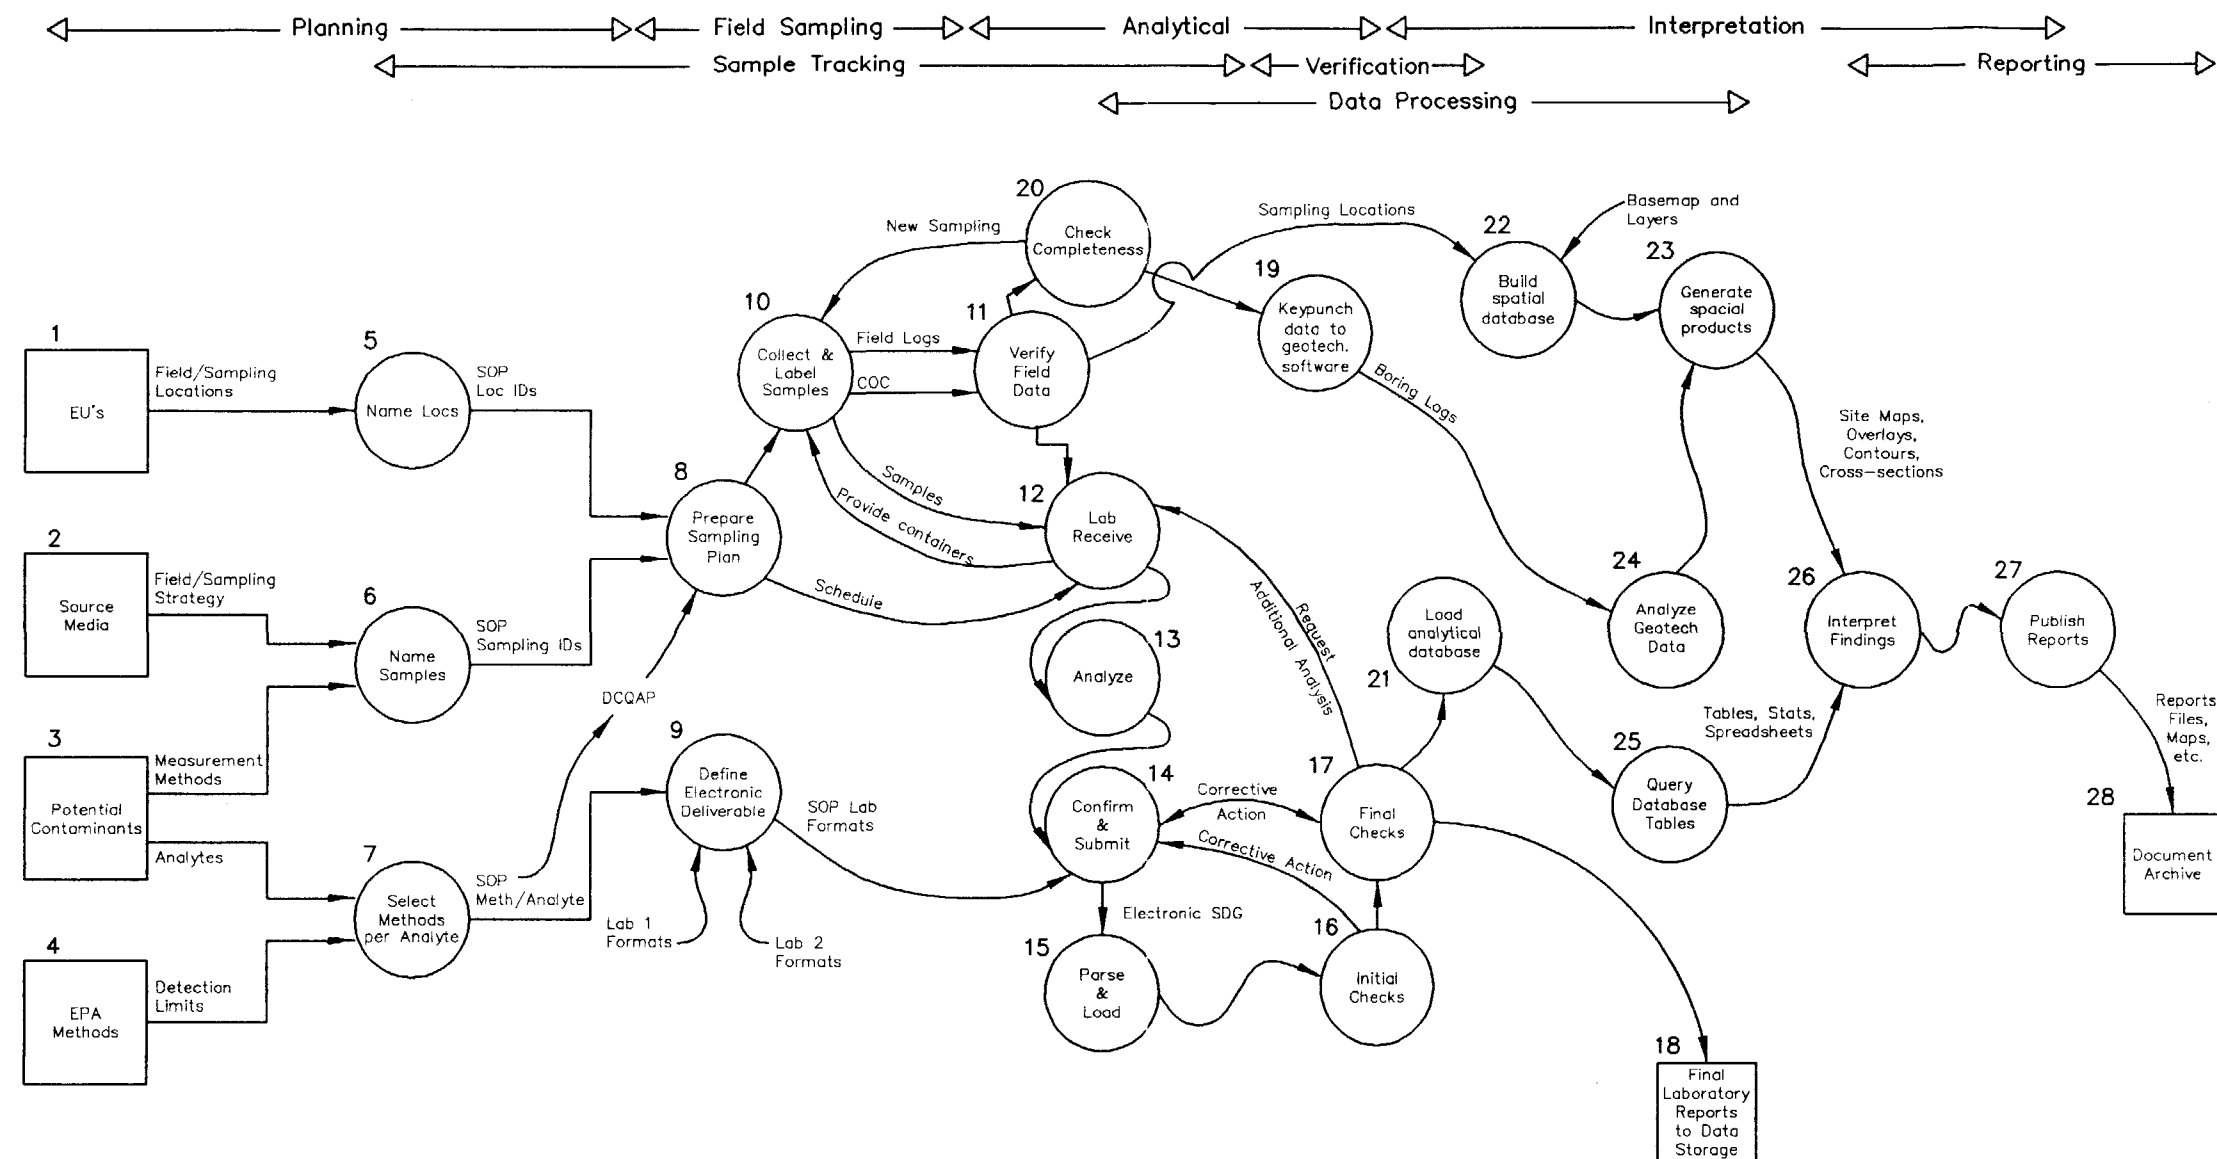 Planning
Field Sampling
Analytical
Interpretation
Sample Tracking
Verification
Reporting
Data Processing
1
EU's
Field/Sampling
Locations
2
Source
Media
Field/Sampling
Strategy
3
Potential
Contaminants
Measurement
Methods
Analytes
4
EPA
Methods
Detection
Limits
5
Name Locs
SOP
Loc IDs
6
Name
Samples
SOP
Sampling IDs
7
Select
Methods
per Analyte
SOP
Meth/Analyte
DCQAP
8
Prepare
Sampling
Plan
Schedule
9
Define
Electronic
Deliverable
Lab 1
Formats
Lab 2
Formats
SOP Lab
Formats
10
Collect &
Label
Samples
New Sampling
Field Logs
COC
Samples
Provide containers
11
Verify
Field
Data
12
Lab
Receive
13
Analyze
14
Confirm
&
Submit
Electronic SDG
15
Parse
&
Load
16
Initial
Checks
Corrective Action
Corrective
Action
17
Final
Checks
Request
Additional Analysis
18
Final
Laboratory
Reports
to Data
Storage
19
Keypunch
data to
geotech.
software
Boring Logs
20
Check
Completeness
Sampling Locations
21
Load
analytical
database
22
Build
spatial
database
Basemap and
Layers
23
Generate
spacial
products
Site Maps,
Overlays,
Contours,
Cross-sections
24
Analyze
Geotech
Data
25
Query
Database
Tables
Tables, Stats,
Spreadsheets
26
Interpret
Findings
27
Publish
Reports
Reports
Files,
Maps,
etc.
28
Document
Archive